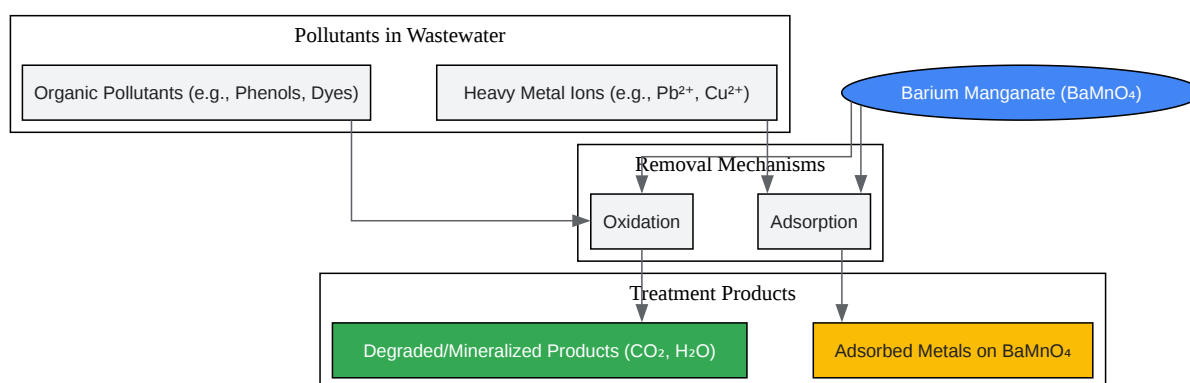 Pollutants in Wastewater
Organic Pollutants (e.g., Phenols, Dyes)
Heavy Metal Ions (e.g., Pb²⁺, Cu²⁺)
Barium Manganate (BaMnO₄)
Removal Mechanisms
Oxidation
Adsorption
Treatment Products
Degraded/Mineralized Products (CO₂, H₂O)
Adsorbed Metals on BaMnO₄